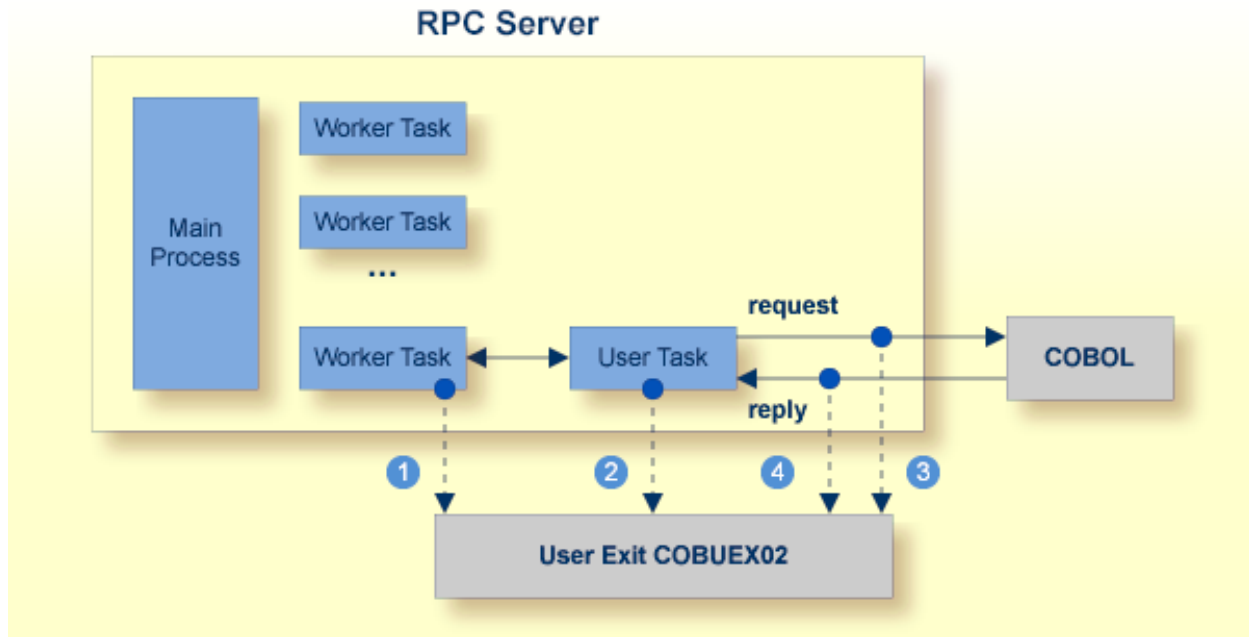 RPC Server
Worker Task
Main
Process
Worker Task
...
Worker Task
User Task
request
reply
COBOL
1
2
4
3
User Exit COBUEX02